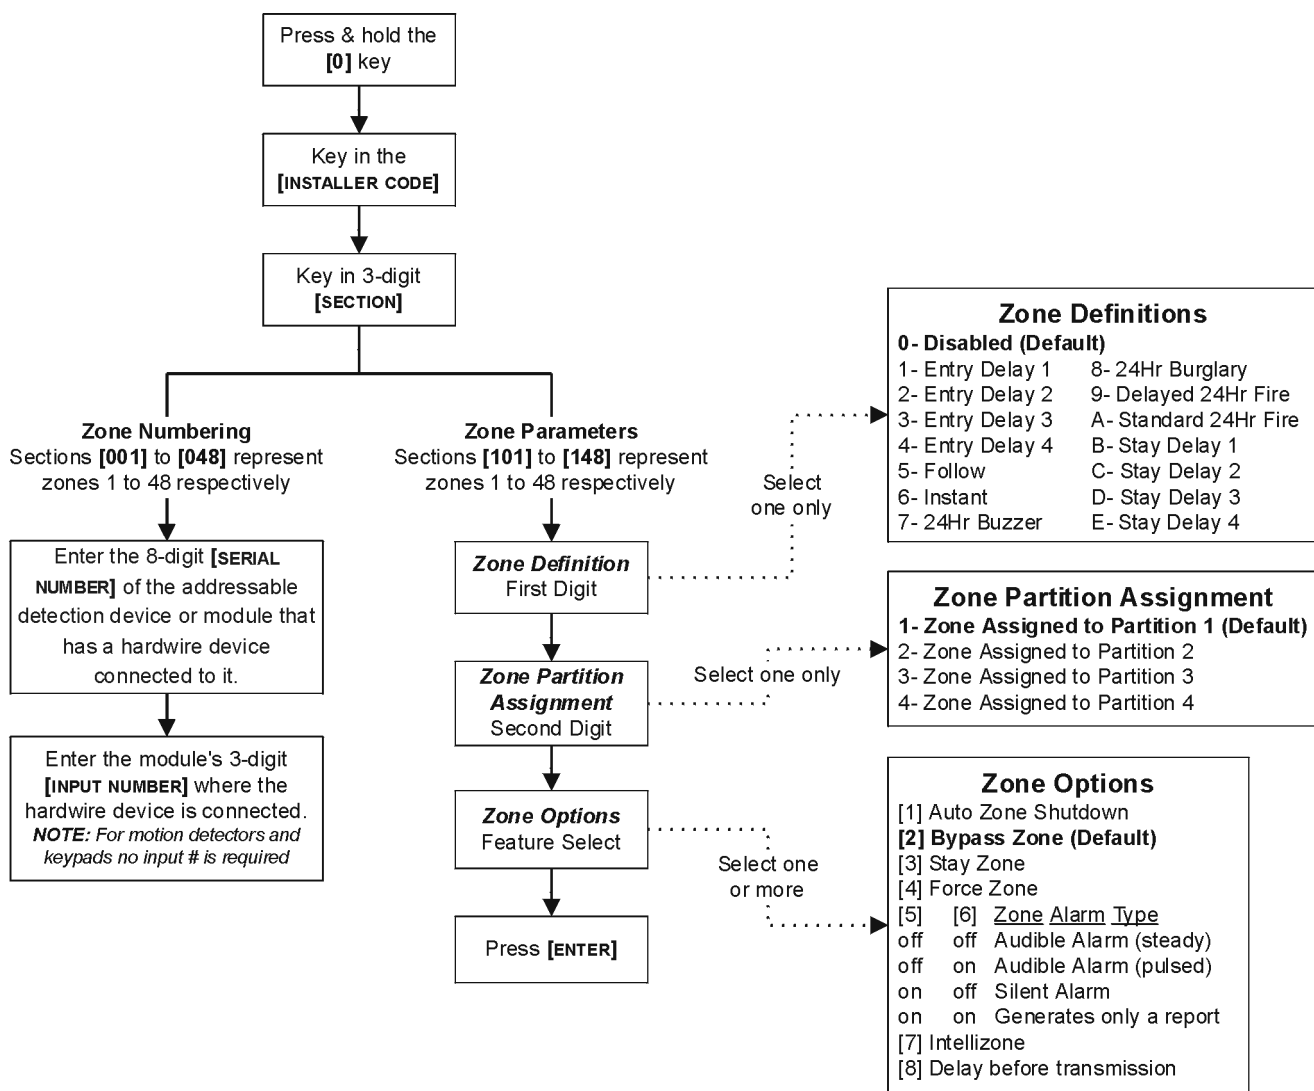 Press & hold the
[0] key
Key in the
[INSTALLER CODE]
Key in 3-digit
[SECTION]
Zone Numbering
Sections [001] to [048] represent
zones 1 to 48 respectively
Enter the 8-digit [SERIAL
NUMBER] of the addressable
detection device or module that
has a hardwire device
connected to it.
Enter the module's 3-digit
[INPUT NUMBER] where the
hardwire device is connected.
NOTE: For motion detectors and
keypads no input # is required
Zone Parameters
Sections [101] to [148] represent
zones 1 to 48 respectively
Zone Definition
First Digit
Zone Partition
Assignment
Second Digit
Zone Options
Feature Select
Press [ENTER]
Select
one only
Select one only
Select one
or more
Zone Definitions
0- Disabled (Default)
1- Entry Delay 1
2- Entry Delay 2
3- Entry Delay 3
4- Entry Delay 4
5- Follow
6- Instant
7- 24Hr Buzzer
8- 24Hr Burglary
9- Delayed 24Hr Fire
A- Standard 24Hr Fire
B- Stay Delay 1
C- Stay Delay 2
D- Stay Delay 3
E- Stay Delay 4
Zone Partition Assignment
1- Zone Assigned to Partition 1 (Default)
2- Zone Assigned to Partition 2
3- Zone Assigned to Partition 3
4- Zone Assigned to Partition 4
Zone Options
[1] Auto Zone Shutdown
[2] Bypass Zone (Default)
[3] Stay Zone
[4] Force Zone
[5] [6] Zone Alarm Type
off off Audible Alarm (steady)
off on Audible Alarm (pulsed)
on off Silent Alarm
on on Generates only a report
[7] Intellizone
[8] Delay before transmission